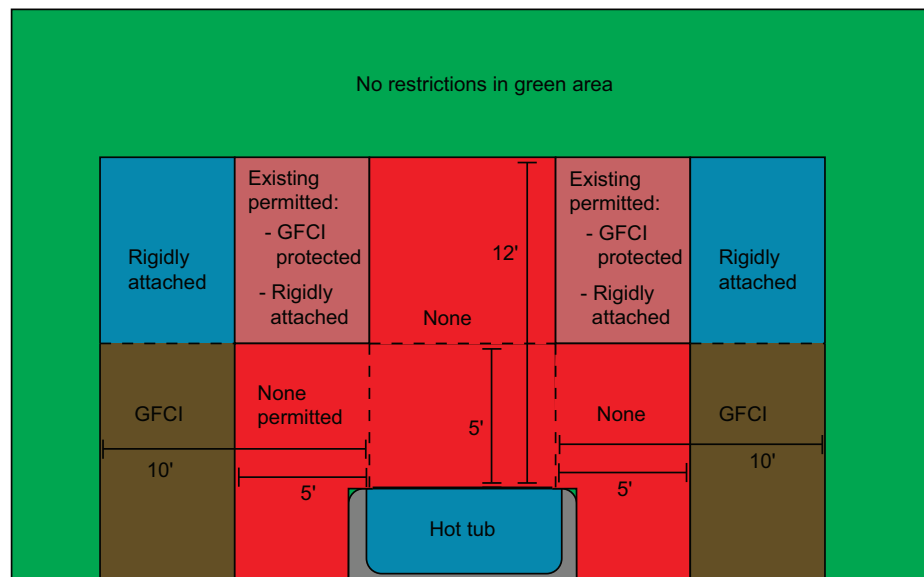 No restrictions in green area
Existing
permitted:
- GFCI
protected
- Rigidly
attached
Existing
permitted:
- GFCI
protected
- Rigidly
attached
12'
Rigidly
attached
Rigidly
attached
None
None
permitted
GFCI
None
GFCI
5'
10'
10'
5'
5'
Hot tub